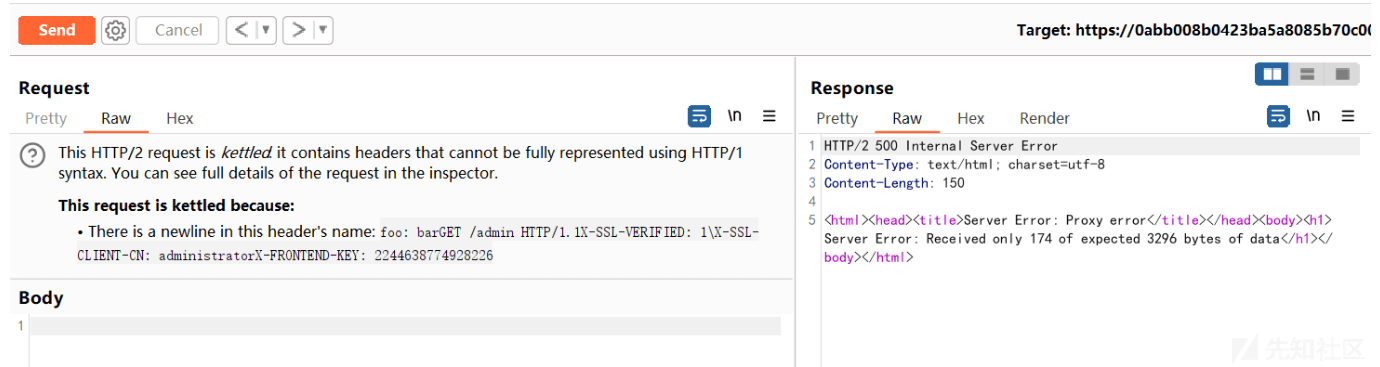 Send Cancel < > Target: https://0abb008b0423ba5a8085b70c00
Request
Pretty Raw Hex \n
This HTTP/2 request is kettled: it contains headers that cannot be fully represented using HTTP/1
syntax. You can see full details of the request in the inspector.
This request is kettled because:
• There is a newline in this header's name: foo: barGET /admin HTTP/1.1X-SSL-VERIFIED: 1\X-SSL-
CLIENT-CN: administratorX-FRONTEND-KEY: 2244638774928226
Body
1
Response
Pretty Raw Hex Render \n
1 HTTP/2 500 Internal Server Error
2 Content-Type: text/html; charset=utf-8
3 Content-Length: 150
4
5 <html><head><title>Server Error: Proxy error</title></head><body><h1>
Server Error: Received only 174 of expected 3296 bytes of data</h1></
body></html>
先知社区